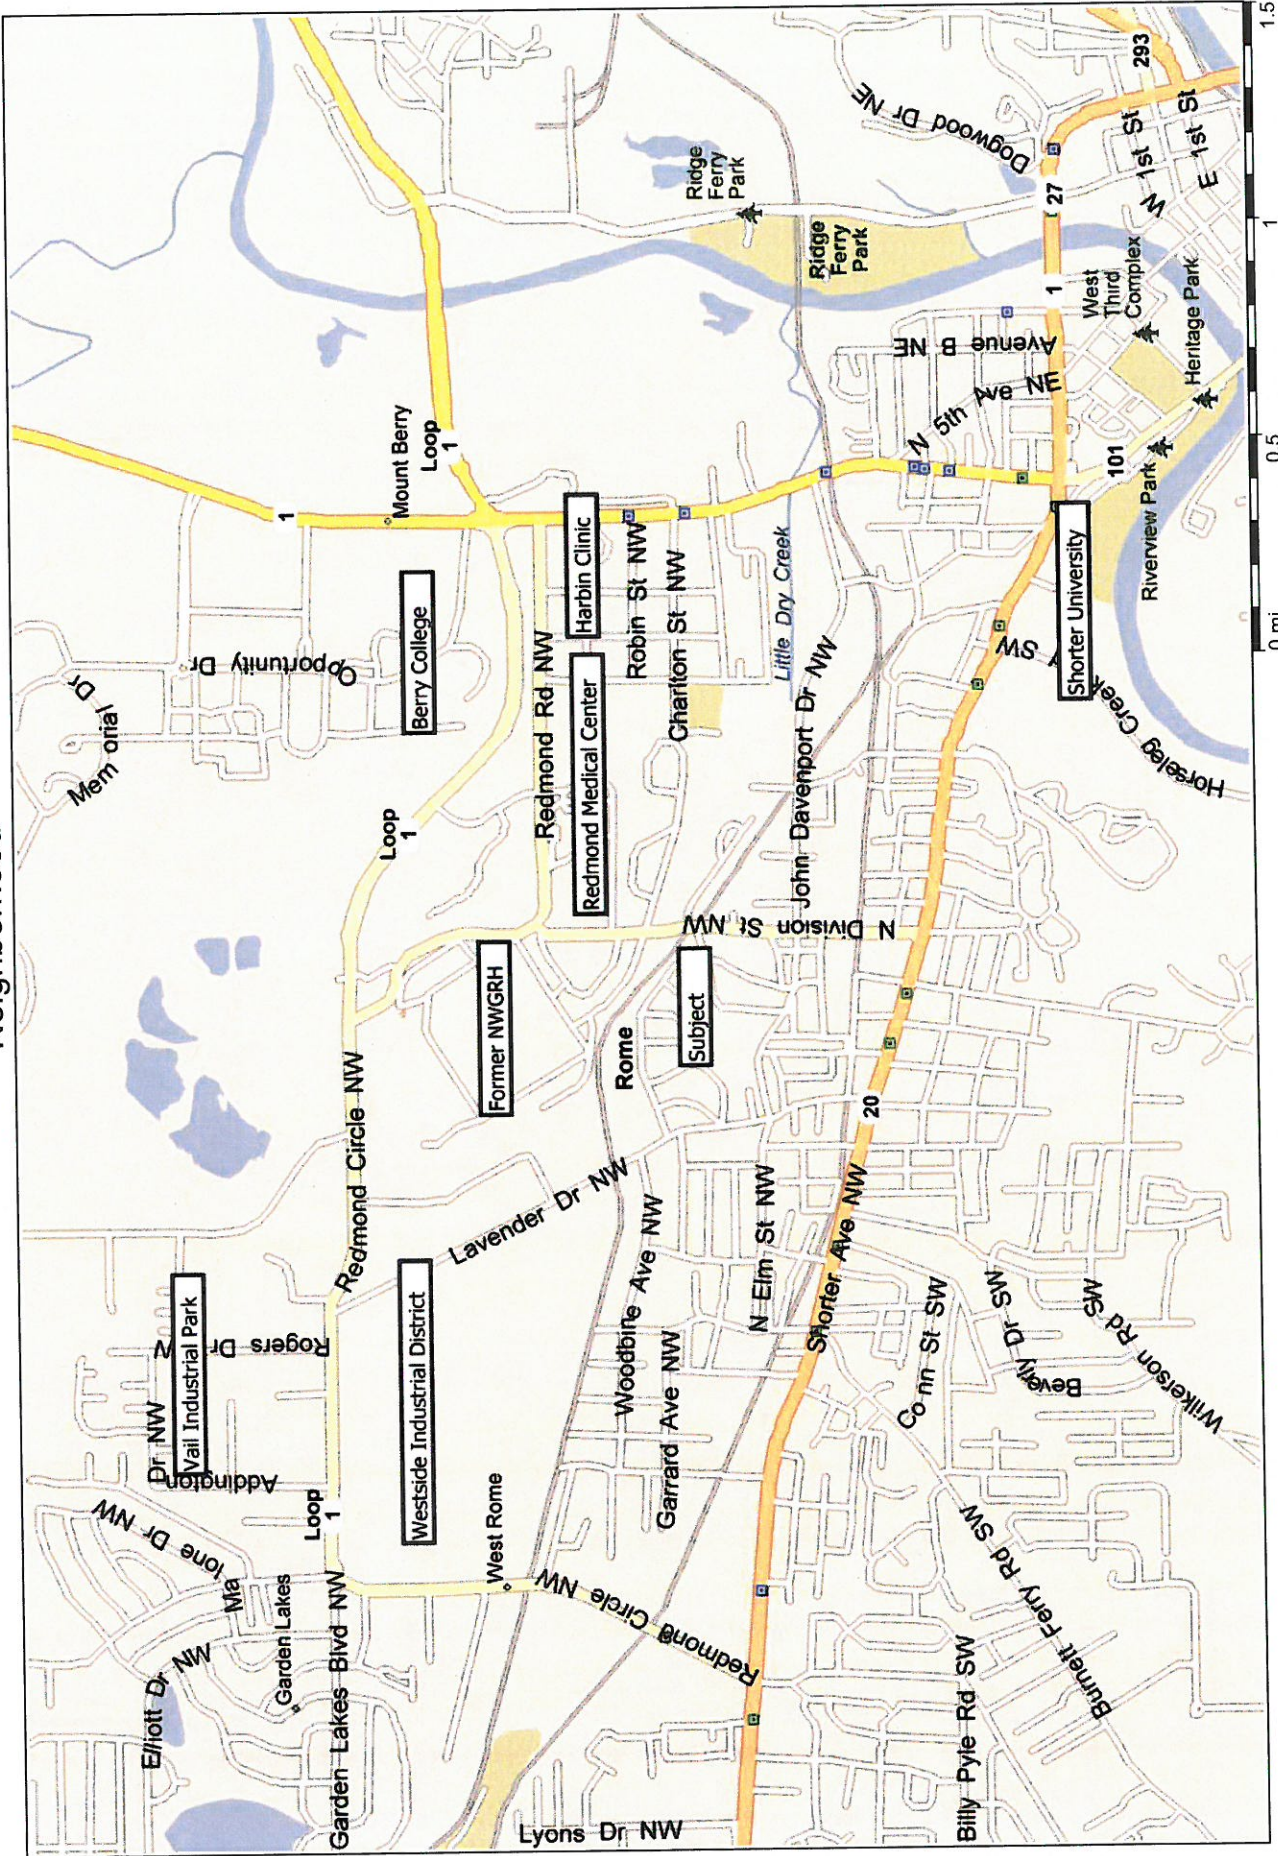 Elliott Dr NW
Garden Lakes
Garden Lakes Blvd NW
Ma lone Dr NW
Addington
Dr NW
Vail Industrial Park
N
Rogers Dr
Loop
1
Redmond Circle NW
Westside Industrial District
West Rome
Redmond Circle NW
Lyons Dr NW
Lavender Dr NW
Woodbine Ave NW
Garrard Ave NW
N Elm St NW
Shorter Ave NW
20
Billy Pyle Rd SW
Burnett Ferry Rd SW
Conn St SW
Beverly Dr SW
Wilkerson Rd SW
Rome
Former NWGRH
Subject
N Division St NW
Loop
1
Memorial Dr
Opportunity Dr
Berry College
Redmond Rd NW
Redmond Medical Center
Harbin Clinic
Robin St NW
Charlton St NW
Little Dry Creek
John Davenport Dr NW
1
Mount Berry
Loop
1
Ridge
Ferry
Park
Ridge
Ferry
Park
Dogwood Dr NE
Avenue B NE
N 5th Ave NE
1
27
293
W 1st St
E 1st St
West
Third
Complex
Heritage Park
101
Riverview Park
Shorter University
SW
Horseleg Creek
0 mi
0.5
1
1.5